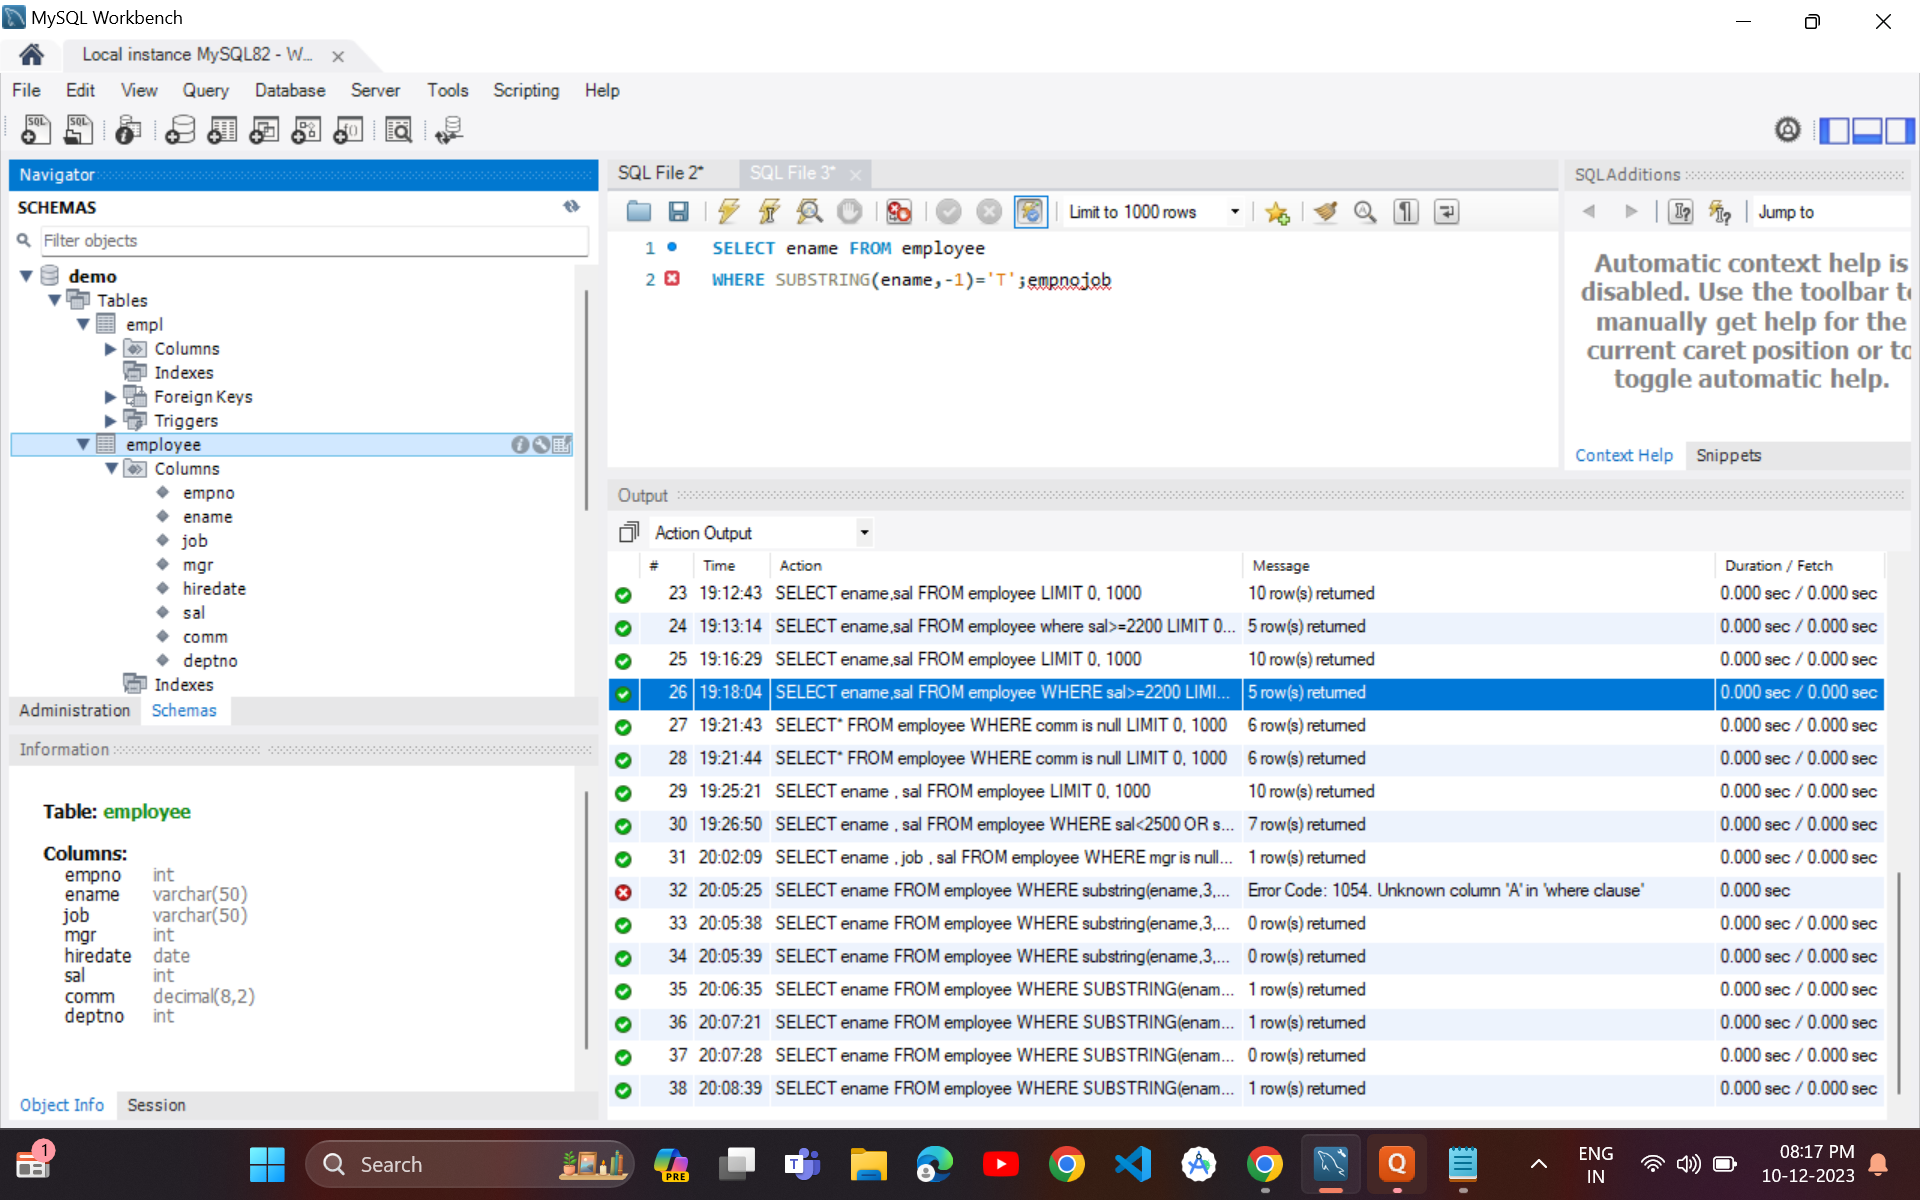 MySQL Workbench
Local instance MySQL82 - W...
File Edit View Query Database Server Tools Scripting Help
Navigator
SCHEMAS
Filter objects
demo
Tables
empl
Columns
Indexes
Foreign Keys
Triggers
employee
Columns
empno
ename
job
mgr
hiredate
sal
comm
deptno
Indexes
Administration Schemas
Information
Table: employee
Columns:
empno int
ename varchar(50)
job varchar(50)
mgr int
hiredate date
sal int
comm decimal(8,2)
deptno int
Object Info Session
SQL File 2* SQL File 3*
Limit to 1000 rows
1 SELECT ename FROM employee
2 WHERE SUBSTRING(ename,-1)='T';empnojob
SQLAdditions
Jump to
Automatic context help is
disabled. Use the toolbar to
manually get help for the
current caret position or to
toggle automatic help.
Context Help Snippets
Output
Action Output
# Time Action Message Duration / Fetch
23 19:12:43 SELECT ename,sal FROM employee LIMIT 0, 1000 10 row(s) returned 0.000 sec / 0.000 sec
24 19:13:14 SELECT ename,sal FROM employee where sal>=2200 LIMIT 0... 5 row(s) returned 0.000 sec / 0.000 sec
25 19:16:29 SELECT ename,sal FROM employee LIMIT 0, 1000 10 row(s) returned 0.000 sec / 0.000 sec
26 19:18:04 SELECT ename,sal FROM employee WHERE sal>=2200 LIMI... 5 row(s) returned 0.000 sec / 0.000 sec
27 19:21:43 SELECT* FROM employee WHERE comm is null LIMIT 0, 1000 6 row(s) returned 0.000 sec / 0.000 sec
28 19:21:44 SELECT* FROM employee WHERE comm is null LIMIT 0, 1000 6 row(s) returned 0.000 sec / 0.000 sec
29 19:25:21 SELECT ename , sal FROM employee LIMIT 0, 1000 10 row(s) returned 0.000 sec / 0.000 sec
30 19:26:50 SELECT ename , sal FROM employee WHERE sal<2500 OR s... 7 row(s) returned 0.000 sec / 0.000 sec
31 20:02:09 SELECT ename , job , sal FROM employee WHERE mgr is null... 1 row(s) returned 0.000 sec / 0.000 sec
32 20:05:25 SELECT ename FROM employee WHERE substring(ename,3,... Error Code: 1054. Unknown column 'A' in 'where clause' 0.000 sec
33 20:05:38 SELECT ename FROM employee WHERE substring(ename,3,... 0 row(s) returned 0.000 sec / 0.000 sec
34 20:05:39 SELECT ename FROM employee WHERE substring(ename,3,... 0 row(s) returned 0.000 sec / 0.000 sec
35 20:06:35 SELECT ename FROM employee WHERE SUBSTRING(enam... 1 row(s) returned 0.000 sec / 0.000 sec
36 20:07:21 SELECT ename FROM employee WHERE SUBSTRING(enam... 1 row(s) returned 0.000 sec / 0.000 sec
37 20:07:28 SELECT ename FROM employee WHERE SUBSTRING(enam... 0 row(s) returned 0.000 sec / 0.000 sec
38 20:08:39 SELECT ename FROM employee WHERE SUBSTRING(enam... 1 row(s) returned 0.000 sec / 0.000 sec
1
Search
PRE
ENG
IN
08:17 PM
10-12-2023